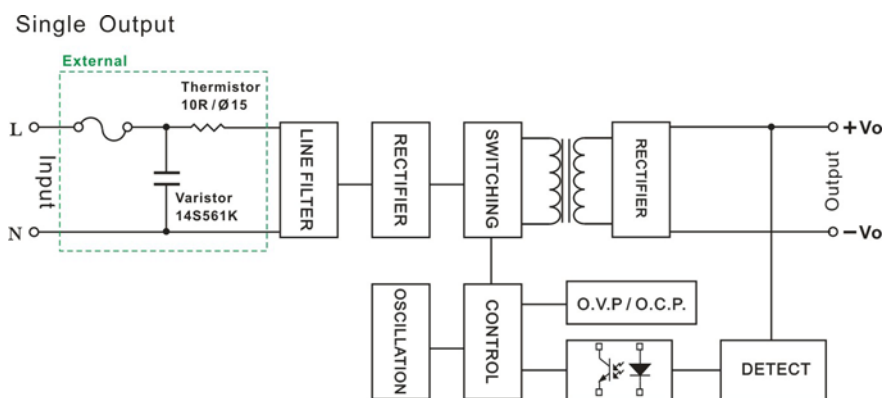 Single Output
External
Thermistor
10R / Ø 15
L
Input
N
Varistor
14S561K
LINE FILTER
RECTIFIER
SWITCHING
RECTIFIER
+Vo
Output
−Vo
OSCILLATION
CONTROL
O.V.P / O.C.P.
DETECT